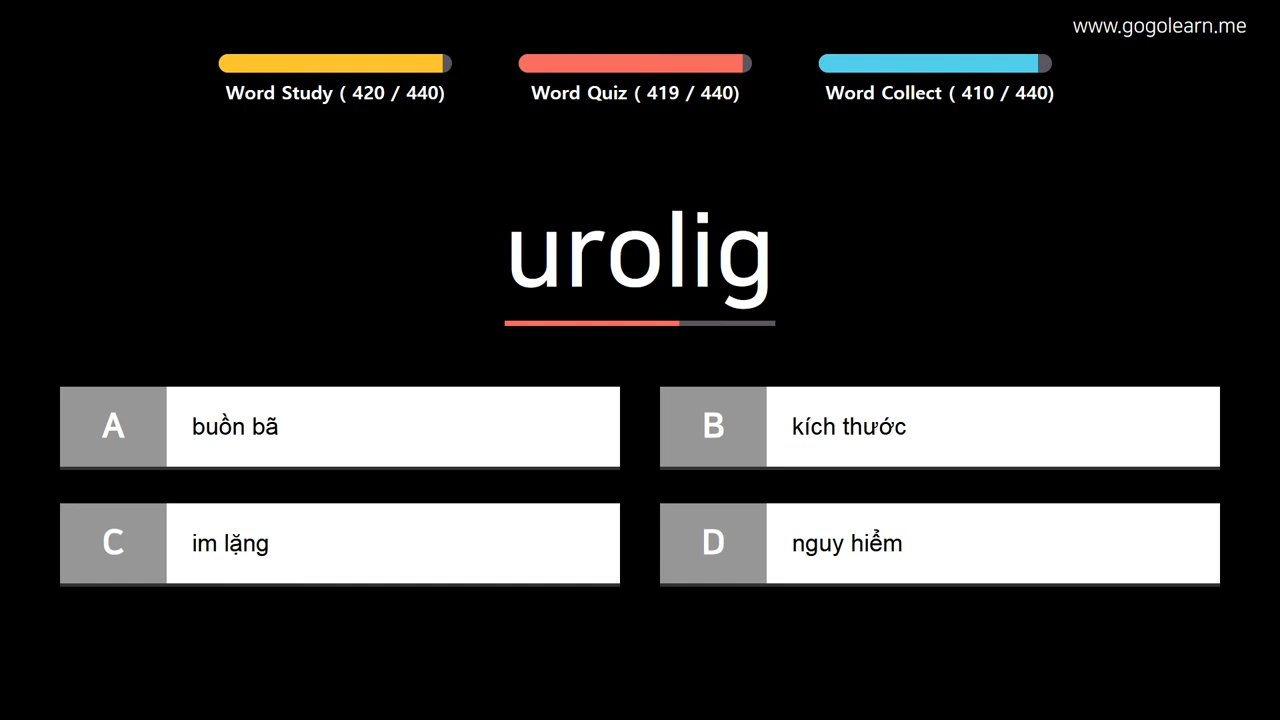 www.gogolearn.me
Word Study ( 420 / 440)
Word Quiz ( 419 / 440)
Word Collect ( 410 / 440)
urolig
A
buồn bã
B
kích thước
C
im lặng
D
nguy hiểm